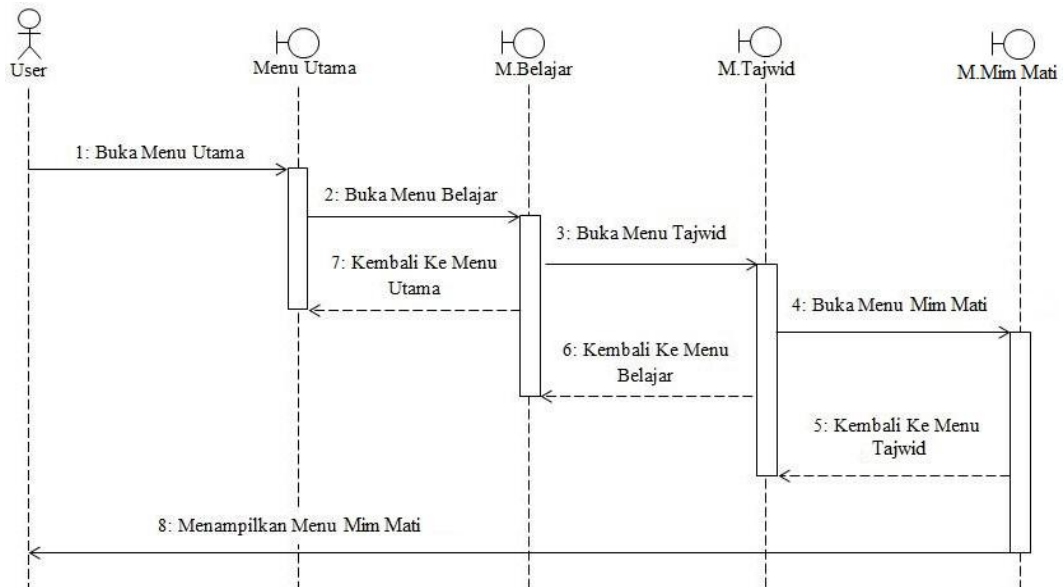 User
Menu Utama
M.Belajar
M.Tajwid
M.Mim Mati
1: Buka Menu Utama
2: Buka Menu Belajar
3: Buka Menu Tajwid
7: Kembali Ke Menu
Utama
4: Buka Menu Mim Mati
6: Kembali Ke Menu
Belajar
5: Kembali Ke Menu
Tajwid
8: Menampilkan Menu Mim Mati